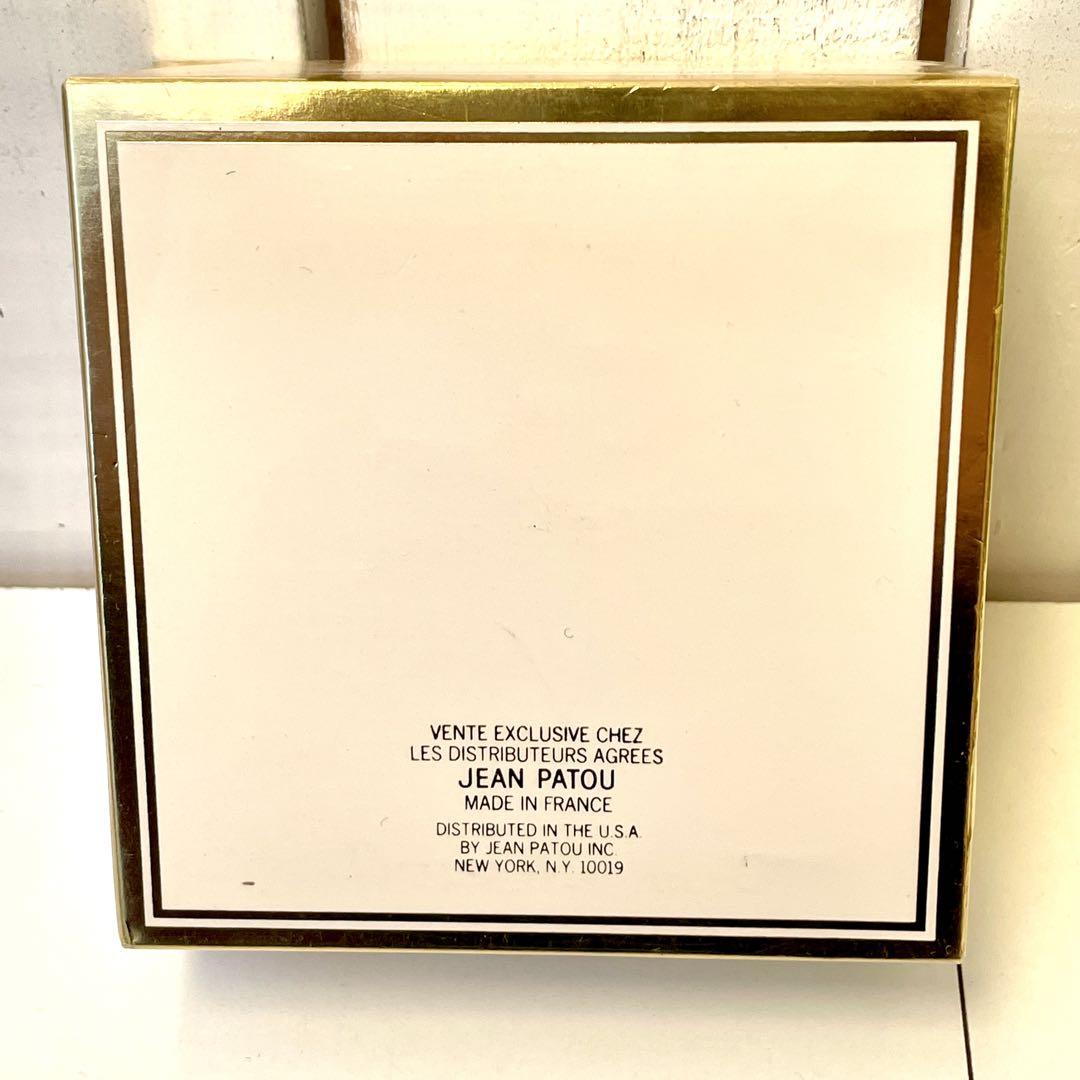 VENTE EXCLUSIVE CHEZ
LES DISTRIBUTEURS AGREES
JEAN PATOU
MADE IN FRANCE
DISTRIBUTED IN THE U.S.A.
BY JEAN PATOU INC.
NEW YORK, N.Y. 10019